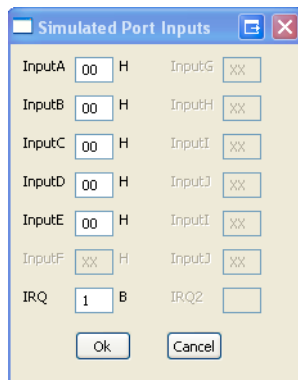 Simulated Port Inputs
InputA 00 H InputG XX
InputB 00 H InputH XX
InputC 00 H InputI XX
InputD 00 H InputJ XX
InputE 00 H InputI XX
InputF XX H InputJ XX
IRQ 1 B IRQ2
Ok Cancel